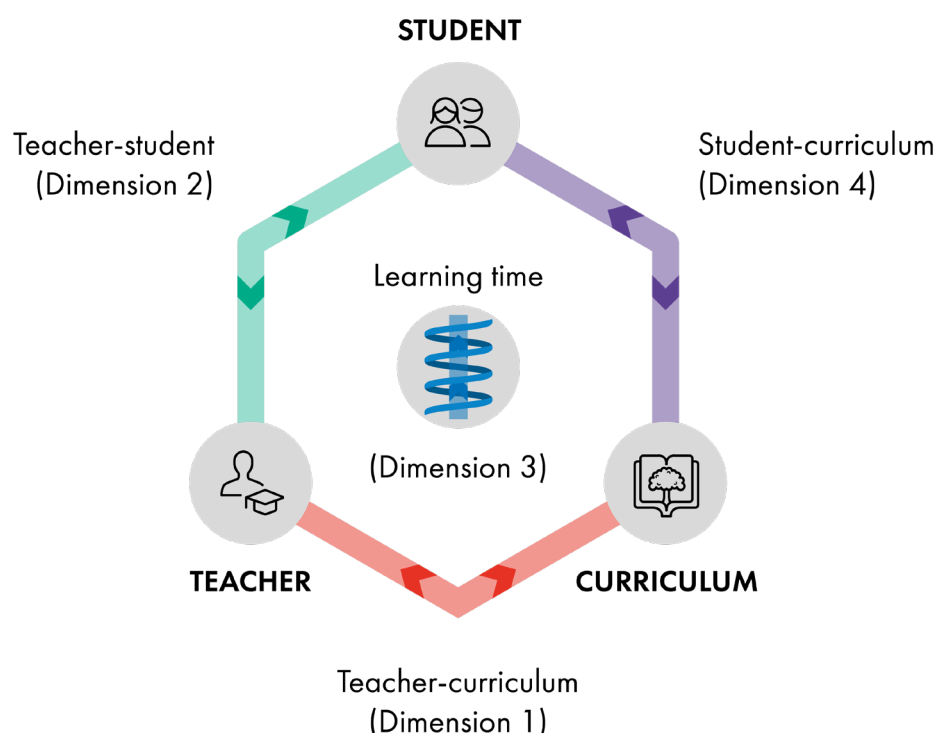 STUDENT
Teacher-student
(Dimension 2)
Student-curriculum
(Dimension 4)
Learning time
(Dimension 3)
TEACHER
CURRICULUM
Teacher-curriculum
(Dimension 1)